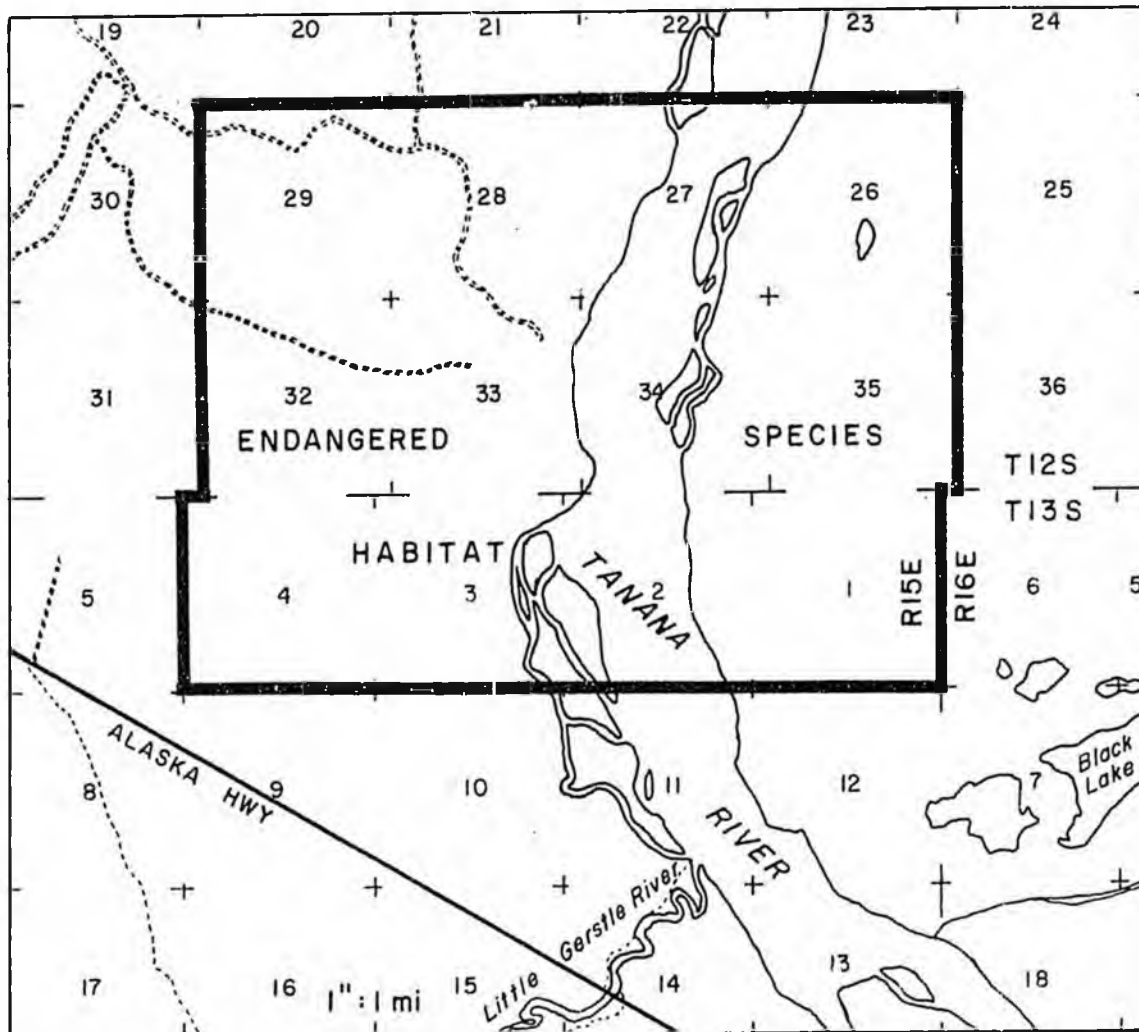 19 20 21 22 23 24
30 29 28 27 26 25
31 32 33 34 35 36
ENDANGERED SPECIES
T12S
T13S
HABITAT
TANANA
RIVER
R15E
R16E
5 4 3 2 1 6 5
ALASKA HWY
8 9 10 11 12 7
Black Lake
Little Gerstle River
17 16 15 14 13 18
1":1 mi